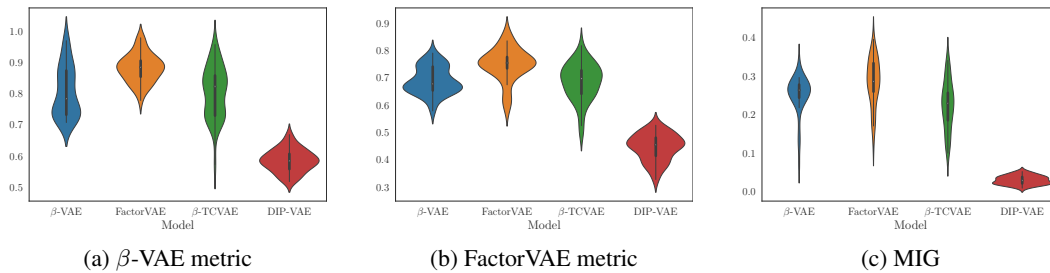 1.0
0.9
0.8
0.7
0.6
0.5
β-VAE FactorVAE β-TCVAE DIP-VAE
Model
(a) β-VAE metric
0.9
0.8
0.7
0.6
0.5
0.4
0.3
β-VAE FactorVAE β-TCVAE DIP-VAE
Model
(b) FactorVAE metric
0.4
0.3
0.2
0.1
0.0
β-VAE FactorVAE β-TCVAE DIP-VAE
Model
(c) MIG